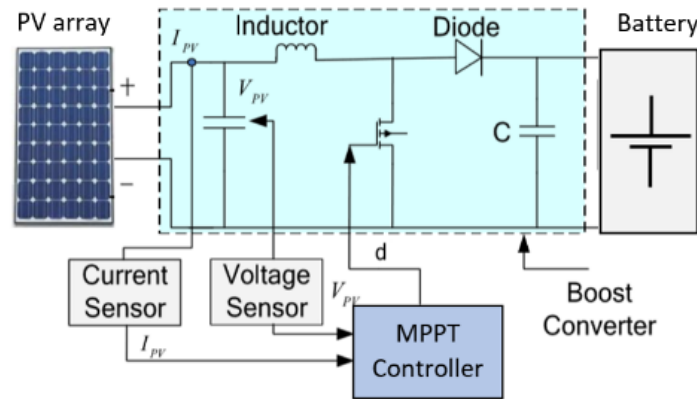 PV array
I_PV
Inductor
Diode
Battery
+
V_PV
C
−
d
Current
Sensor
Voltage
Sensor
V_PV
Boost
Converter
I_PV
MPPT
Controller